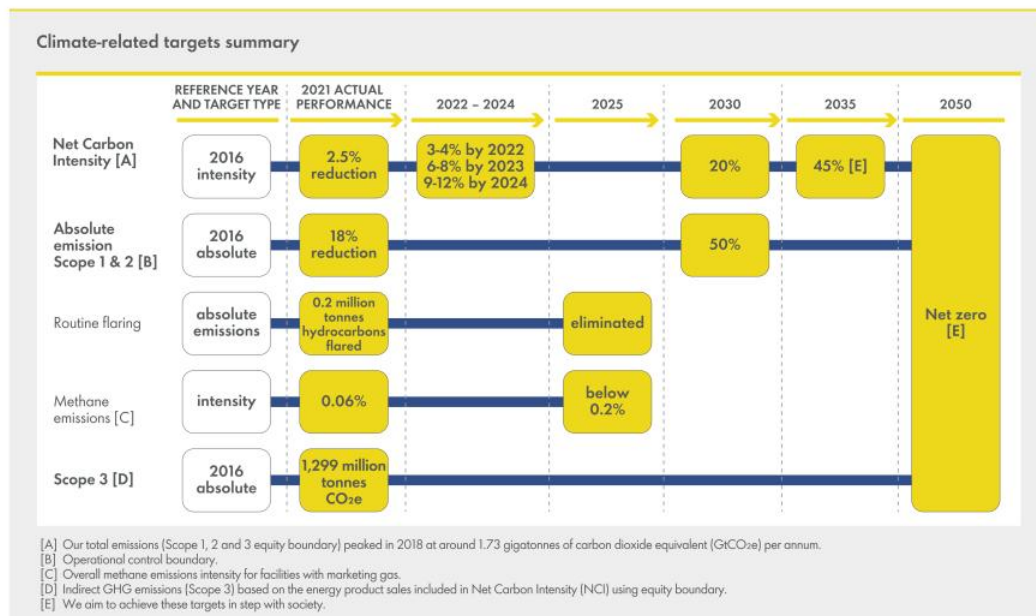 Climate-related targets summary
REFERENCE YEAR
AND TARGET TYPE
2021 ACTUAL
PERFORMANCE
2022 – 2024
2025
2030
2035
2050
Net Carbon
Intensity [A]
2016
intensity
2.5%
reduction
3-4% by 2022
6-8% by 2023
9-12% by 2024
20%
45% [E]
Absolute
emission
Scope 1 & 2 [B]
2016
absolute
18%
reduction
50%
Routine flaring
absolute
emissions
0.2 million
tonnes
hydrocarbons
flared
eliminated
Net zero
[E]
Methane
emissions [C]
intensity
0.06%
below
0.2%
Scope 3 [D]
2016
absolute
1,299 million
tonnes
CO₂e
[A] Our total emissions (Scope 1, 2 and 3 equity boundary) peaked in 2018 at around 1.73 gigatonnes of carbon dioxide equivalent (GtCO₂e) per annum.
[B] Operational control boundary.
[C] Overall methane emissions intensity for facilities with marketing gas.
[D] Indirect GHG emissions (Scope 3) based on the energy product sales included in Net Carbon Intensity (NCI) using equity boundary.
[E] We aim to achieve these targets in step with society.